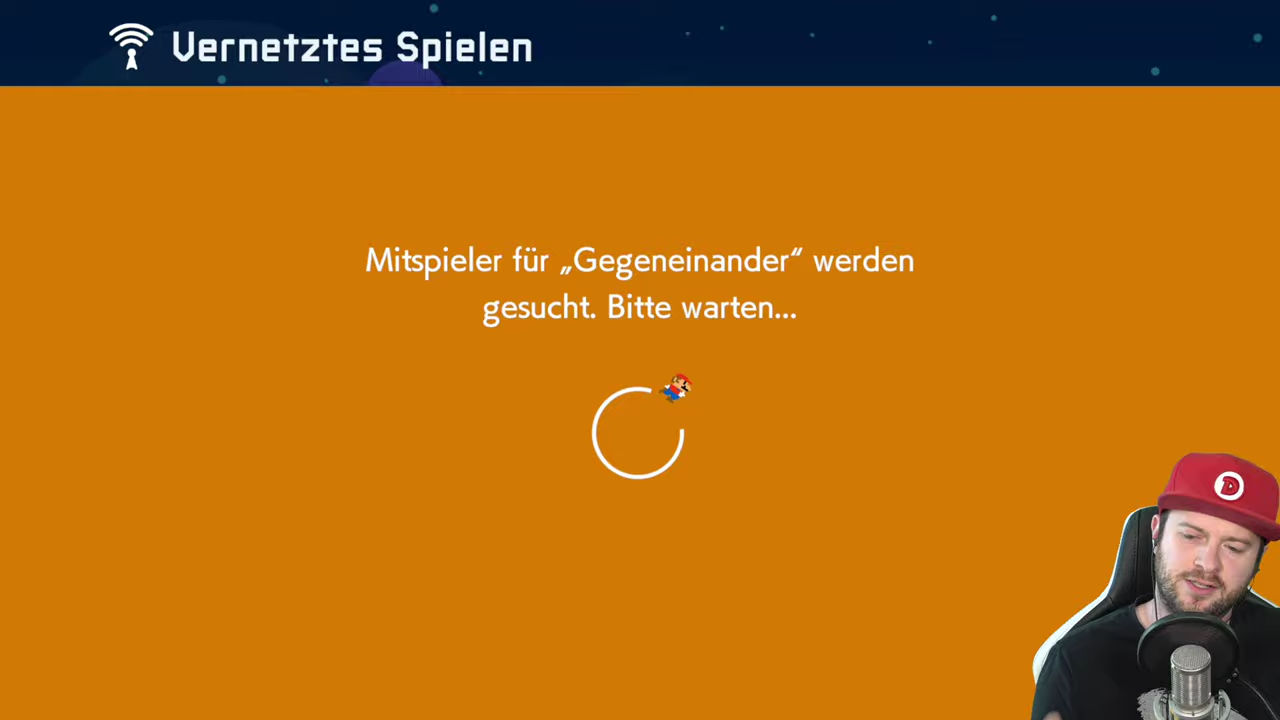 Vernetztes Spielen
Mitspieler für „Gegeneinander“ werden
gesucht. Bitte warten...
D